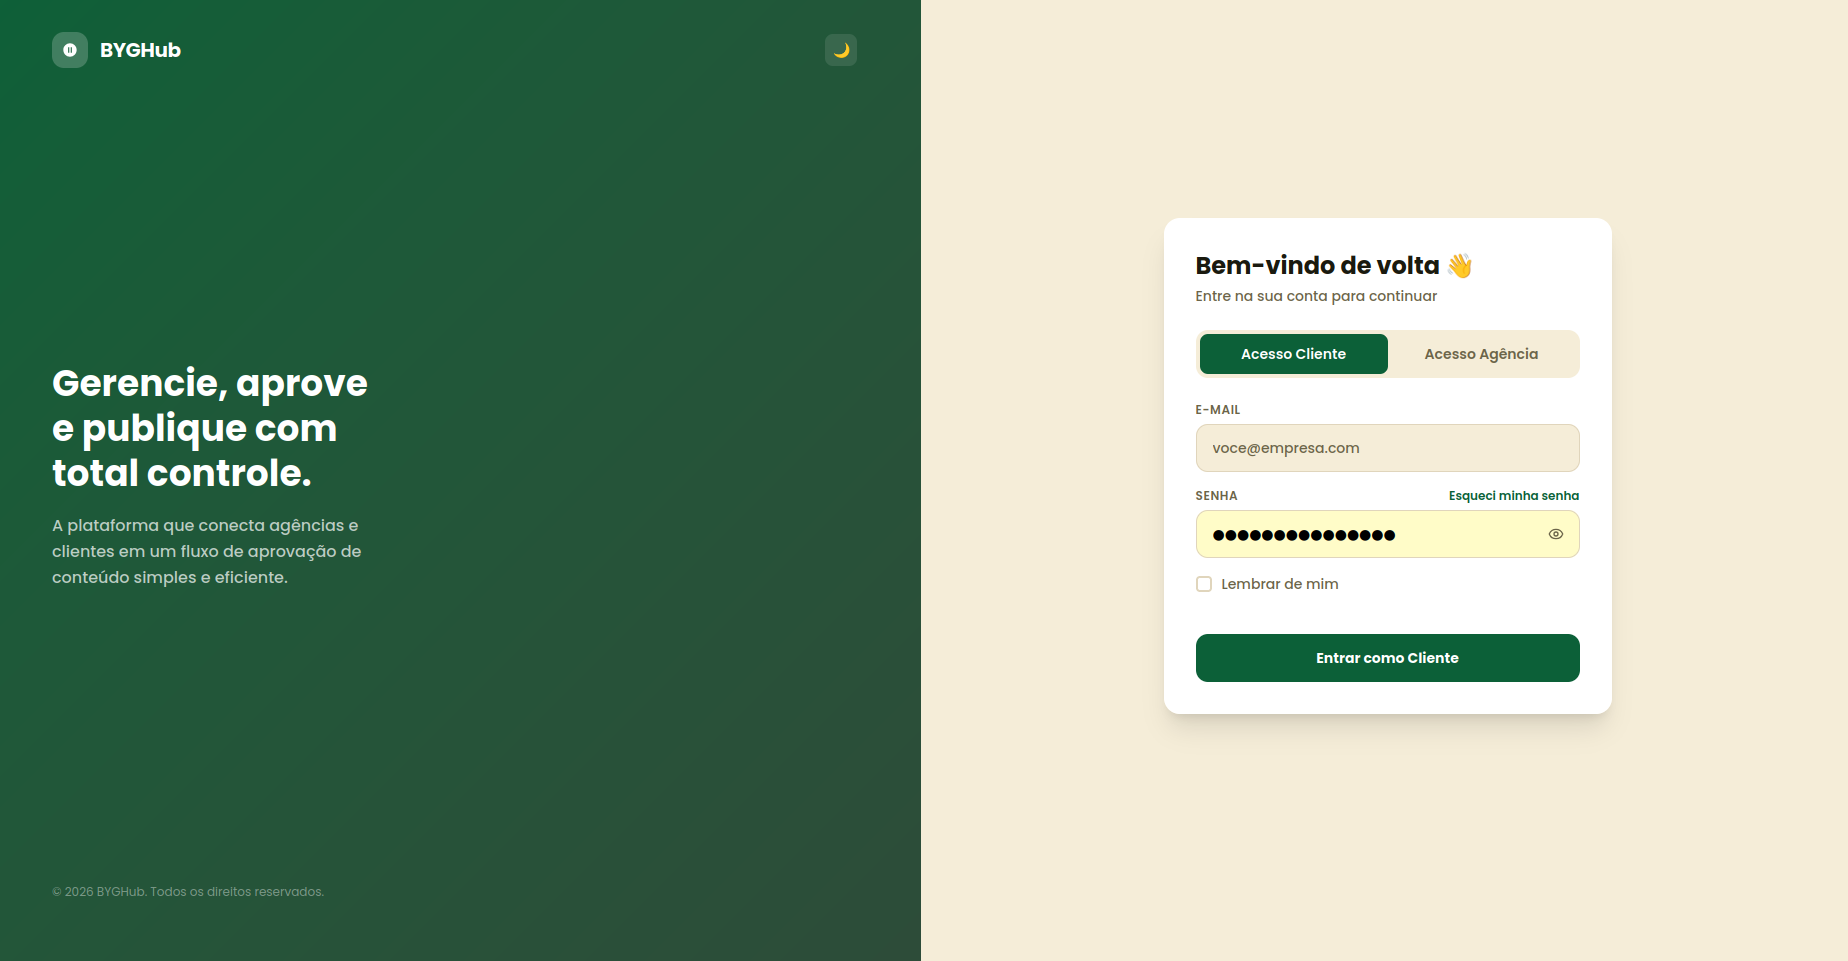 BYGHub
Gerencie, aprove
e publique com
total controle.
A plataforma que conecta agências e
clientes em um fluxo de aprovação de
conteúdo simples e eficiente.
© 2026 BYGHub. Todos os direitos reservados.
Bem-vindo de volta 👋
Entre na sua conta para continuar
Acesso Cliente
Acesso Agência
E-MAIL
voce@empresa.com
SENHA
Esqueci minha senha
●●●●●●●●●●●●●●●
Lembrar de mim
Entrar como Cliente